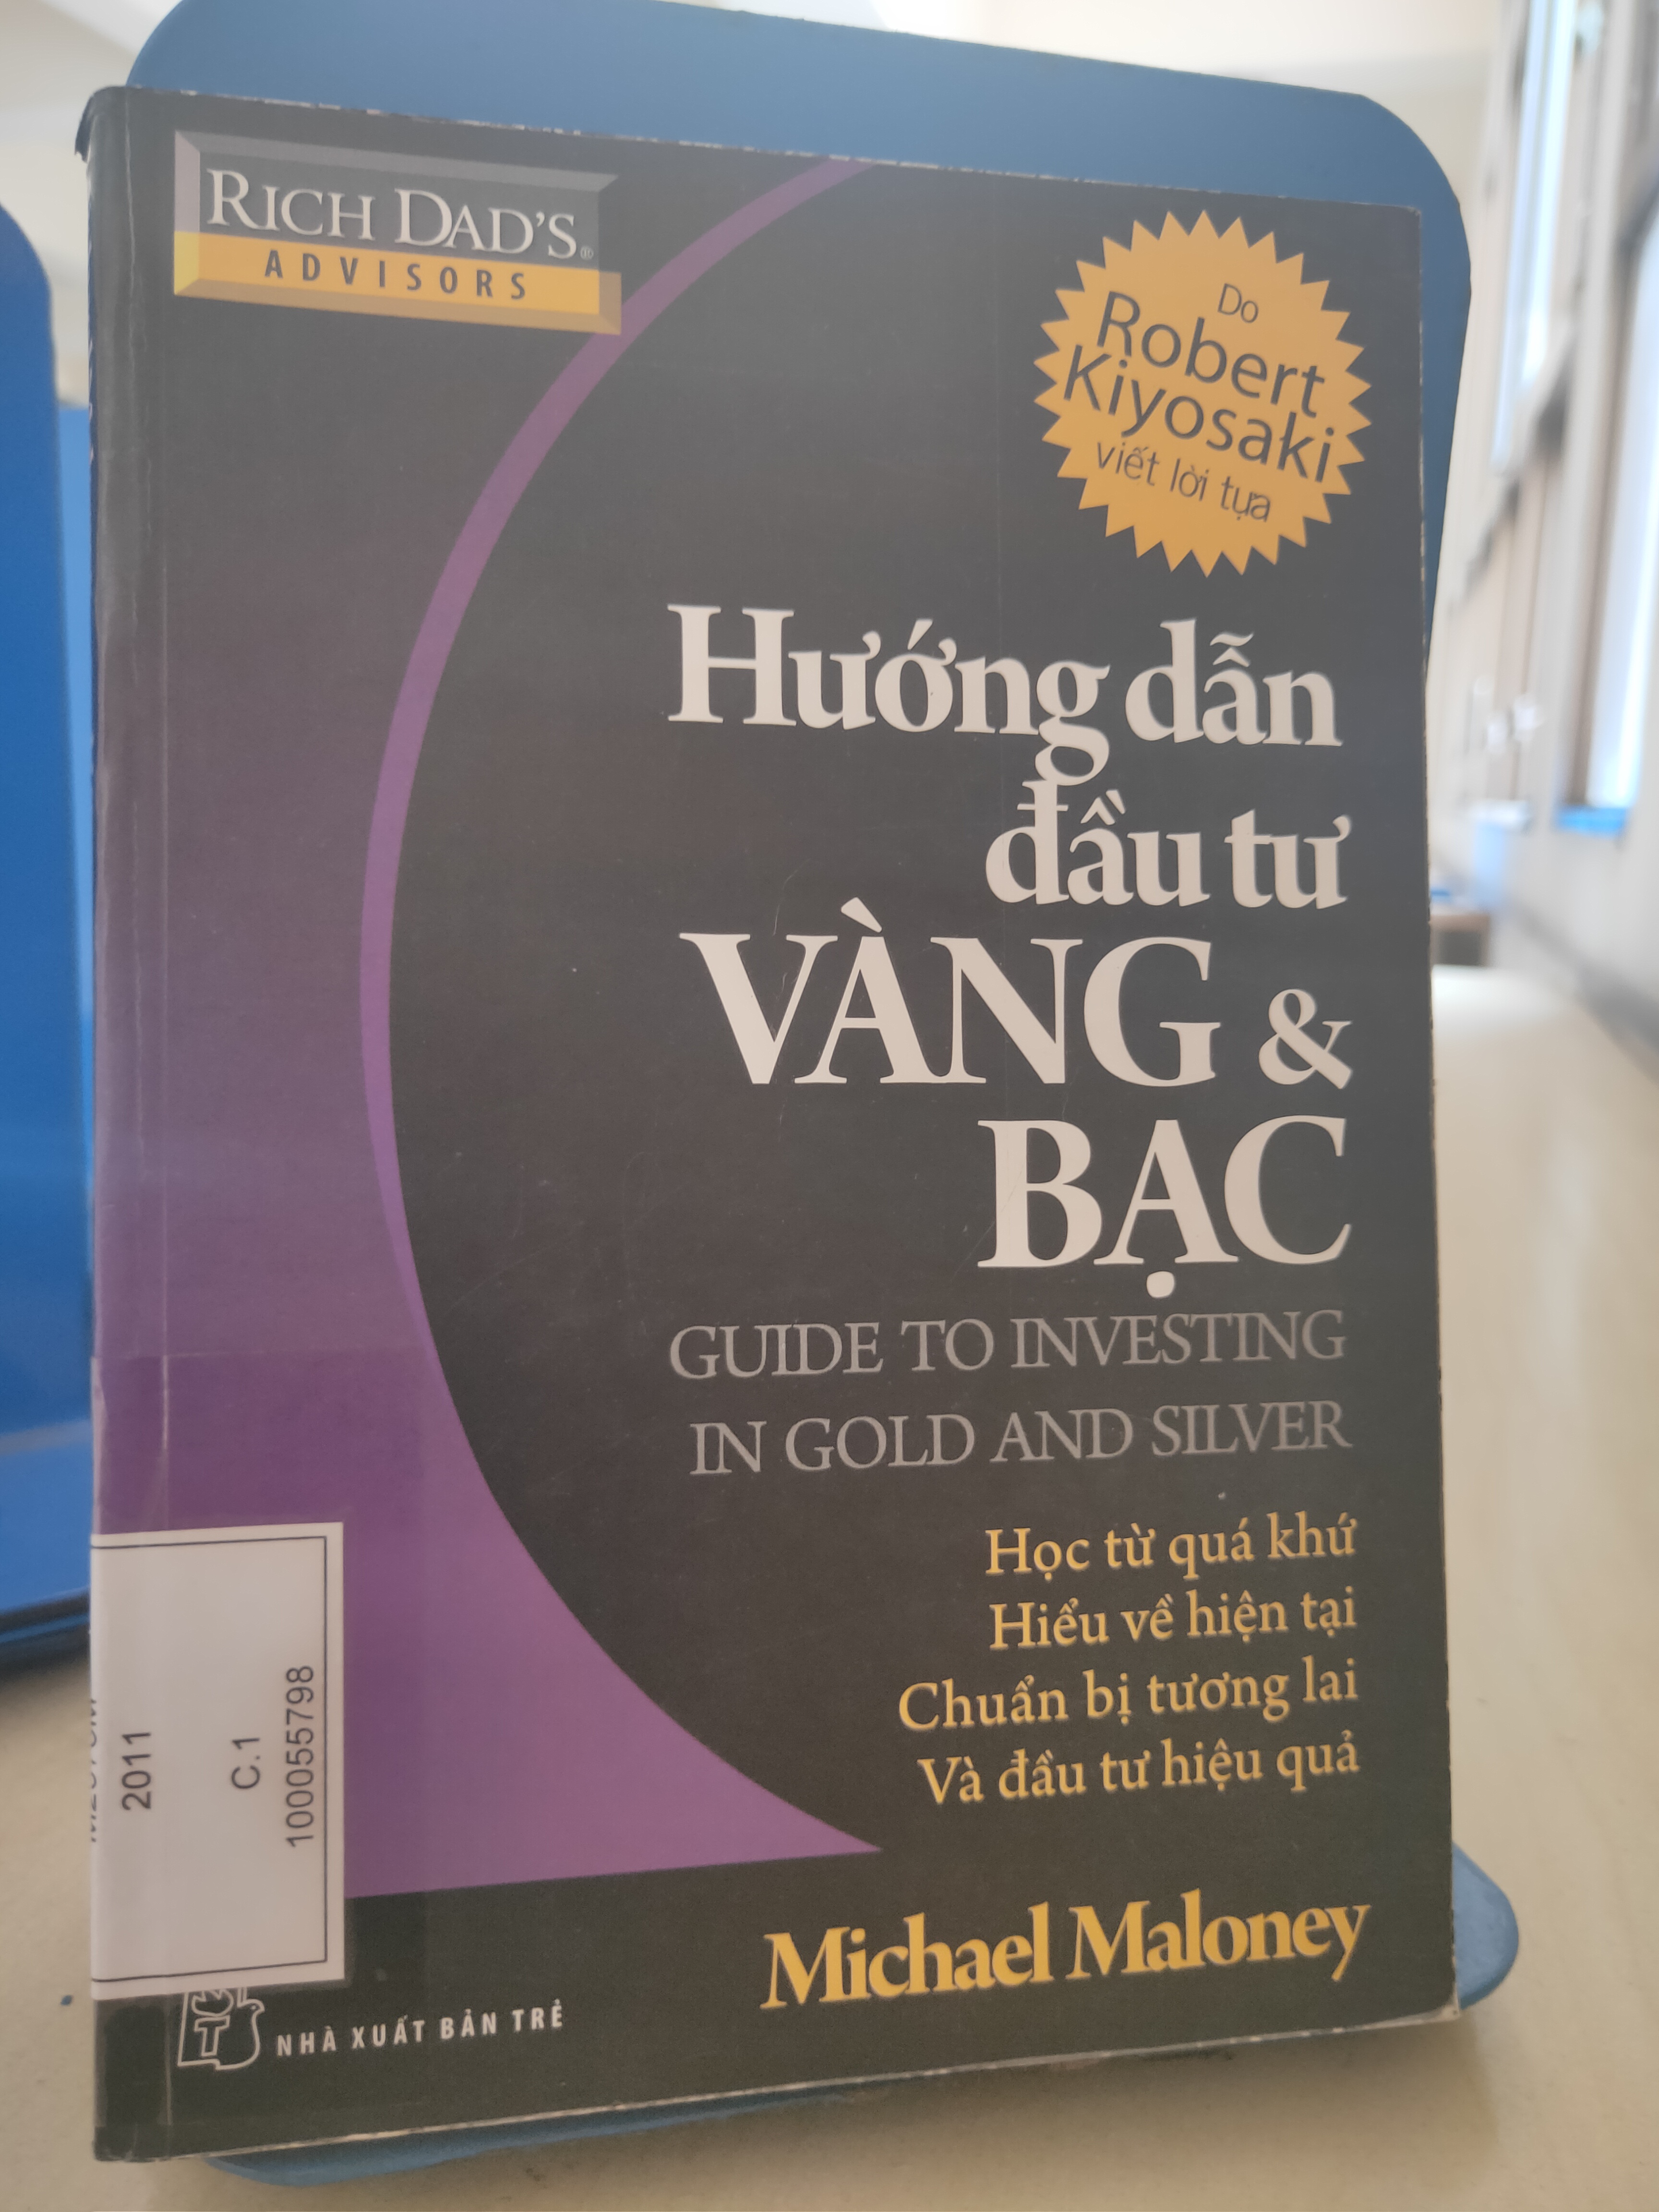 RICH DAD'S®
ADVISORS
Do
Robert
Kiyosaki
viết lời tựa
Hướng dẫn
đầu tư
VÀNG &
BẠC
GUIDE TO INVESTING
IN GOLD AND SILVER
Học từ quá khứ
Hiểu về hiện tại
Chuẩn bị tương lai
Và đầu tư hiệu quả
Michael Maloney
2011
C.1
100055798
NHÀ XUẤT BẢN TRẺ